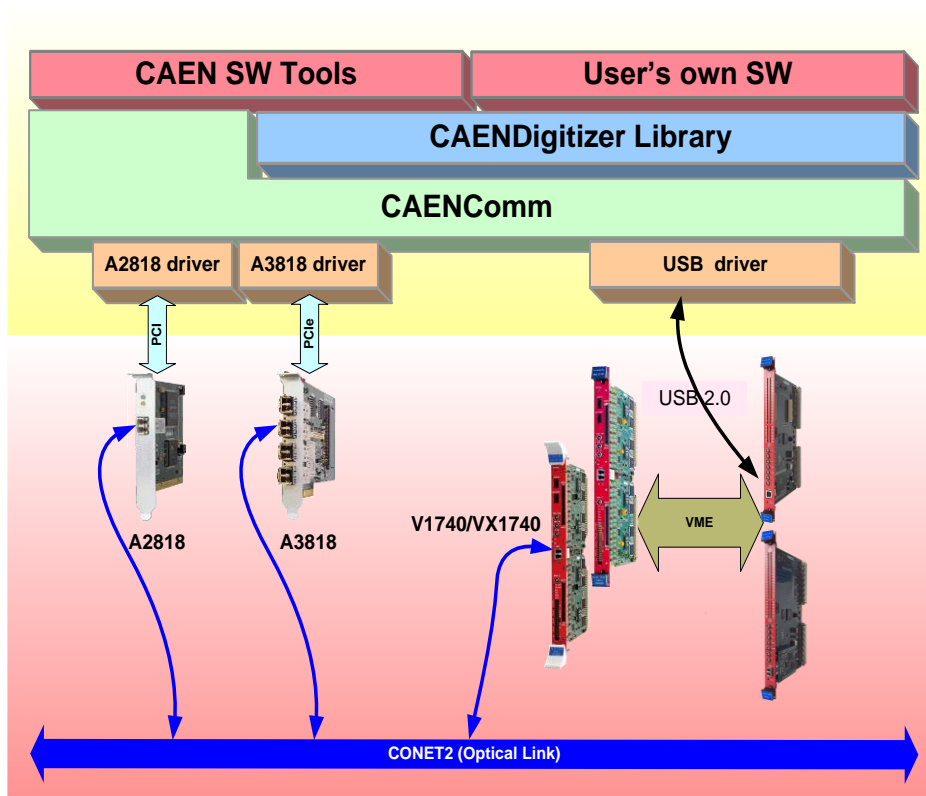 CAEN SW Tools
User's own SW
CAENDigitizer Library
CAENComm
A2818 driver
A3818 driver
USB driver
PCI
PCIe
USB 2.0
V1740/VX1740
VME
A2818
A3818
CONET2 (Optical Link)